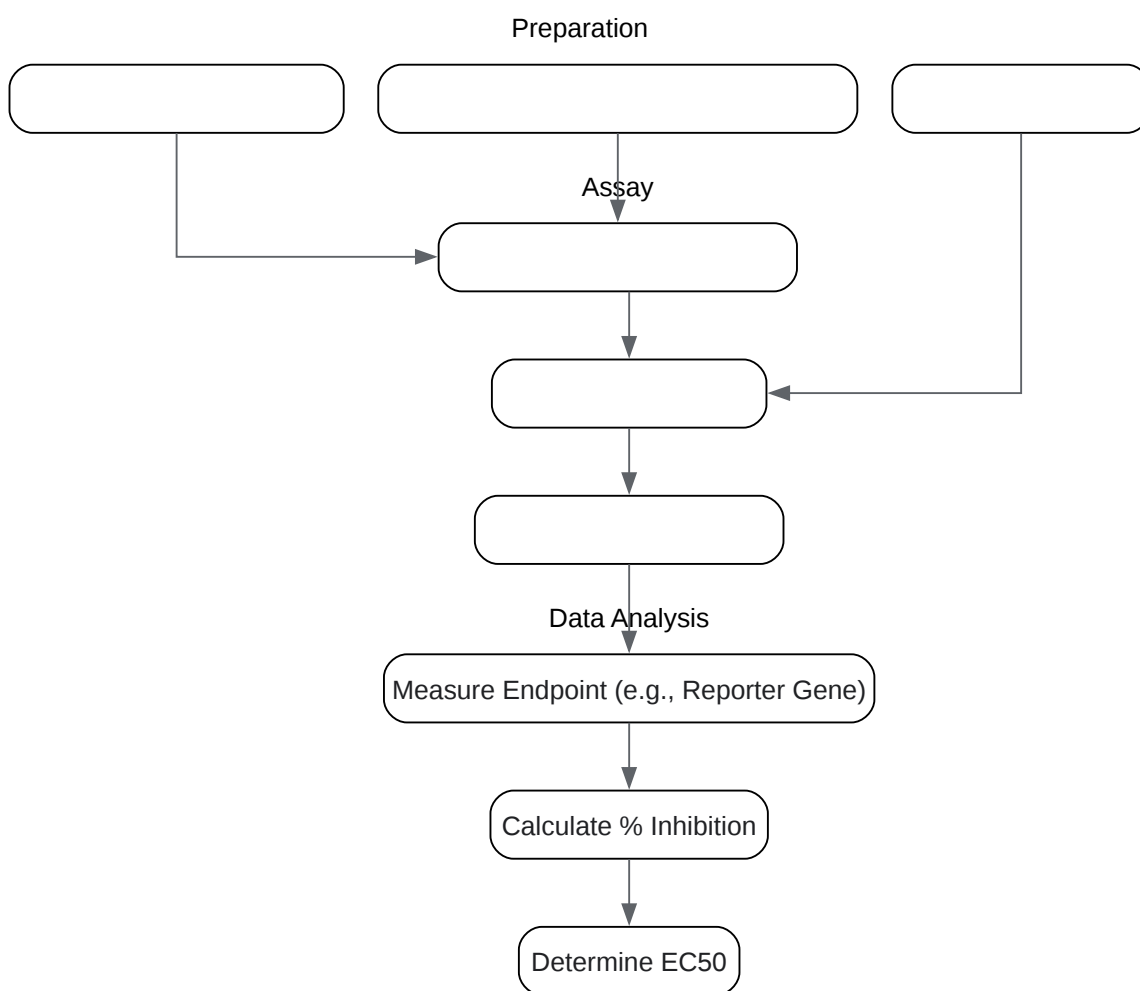 Preparation
Assay
Data Analysis
Measure Endpoint (e.g., Reporter Gene)
Calculate % Inhibition
Determine EC50